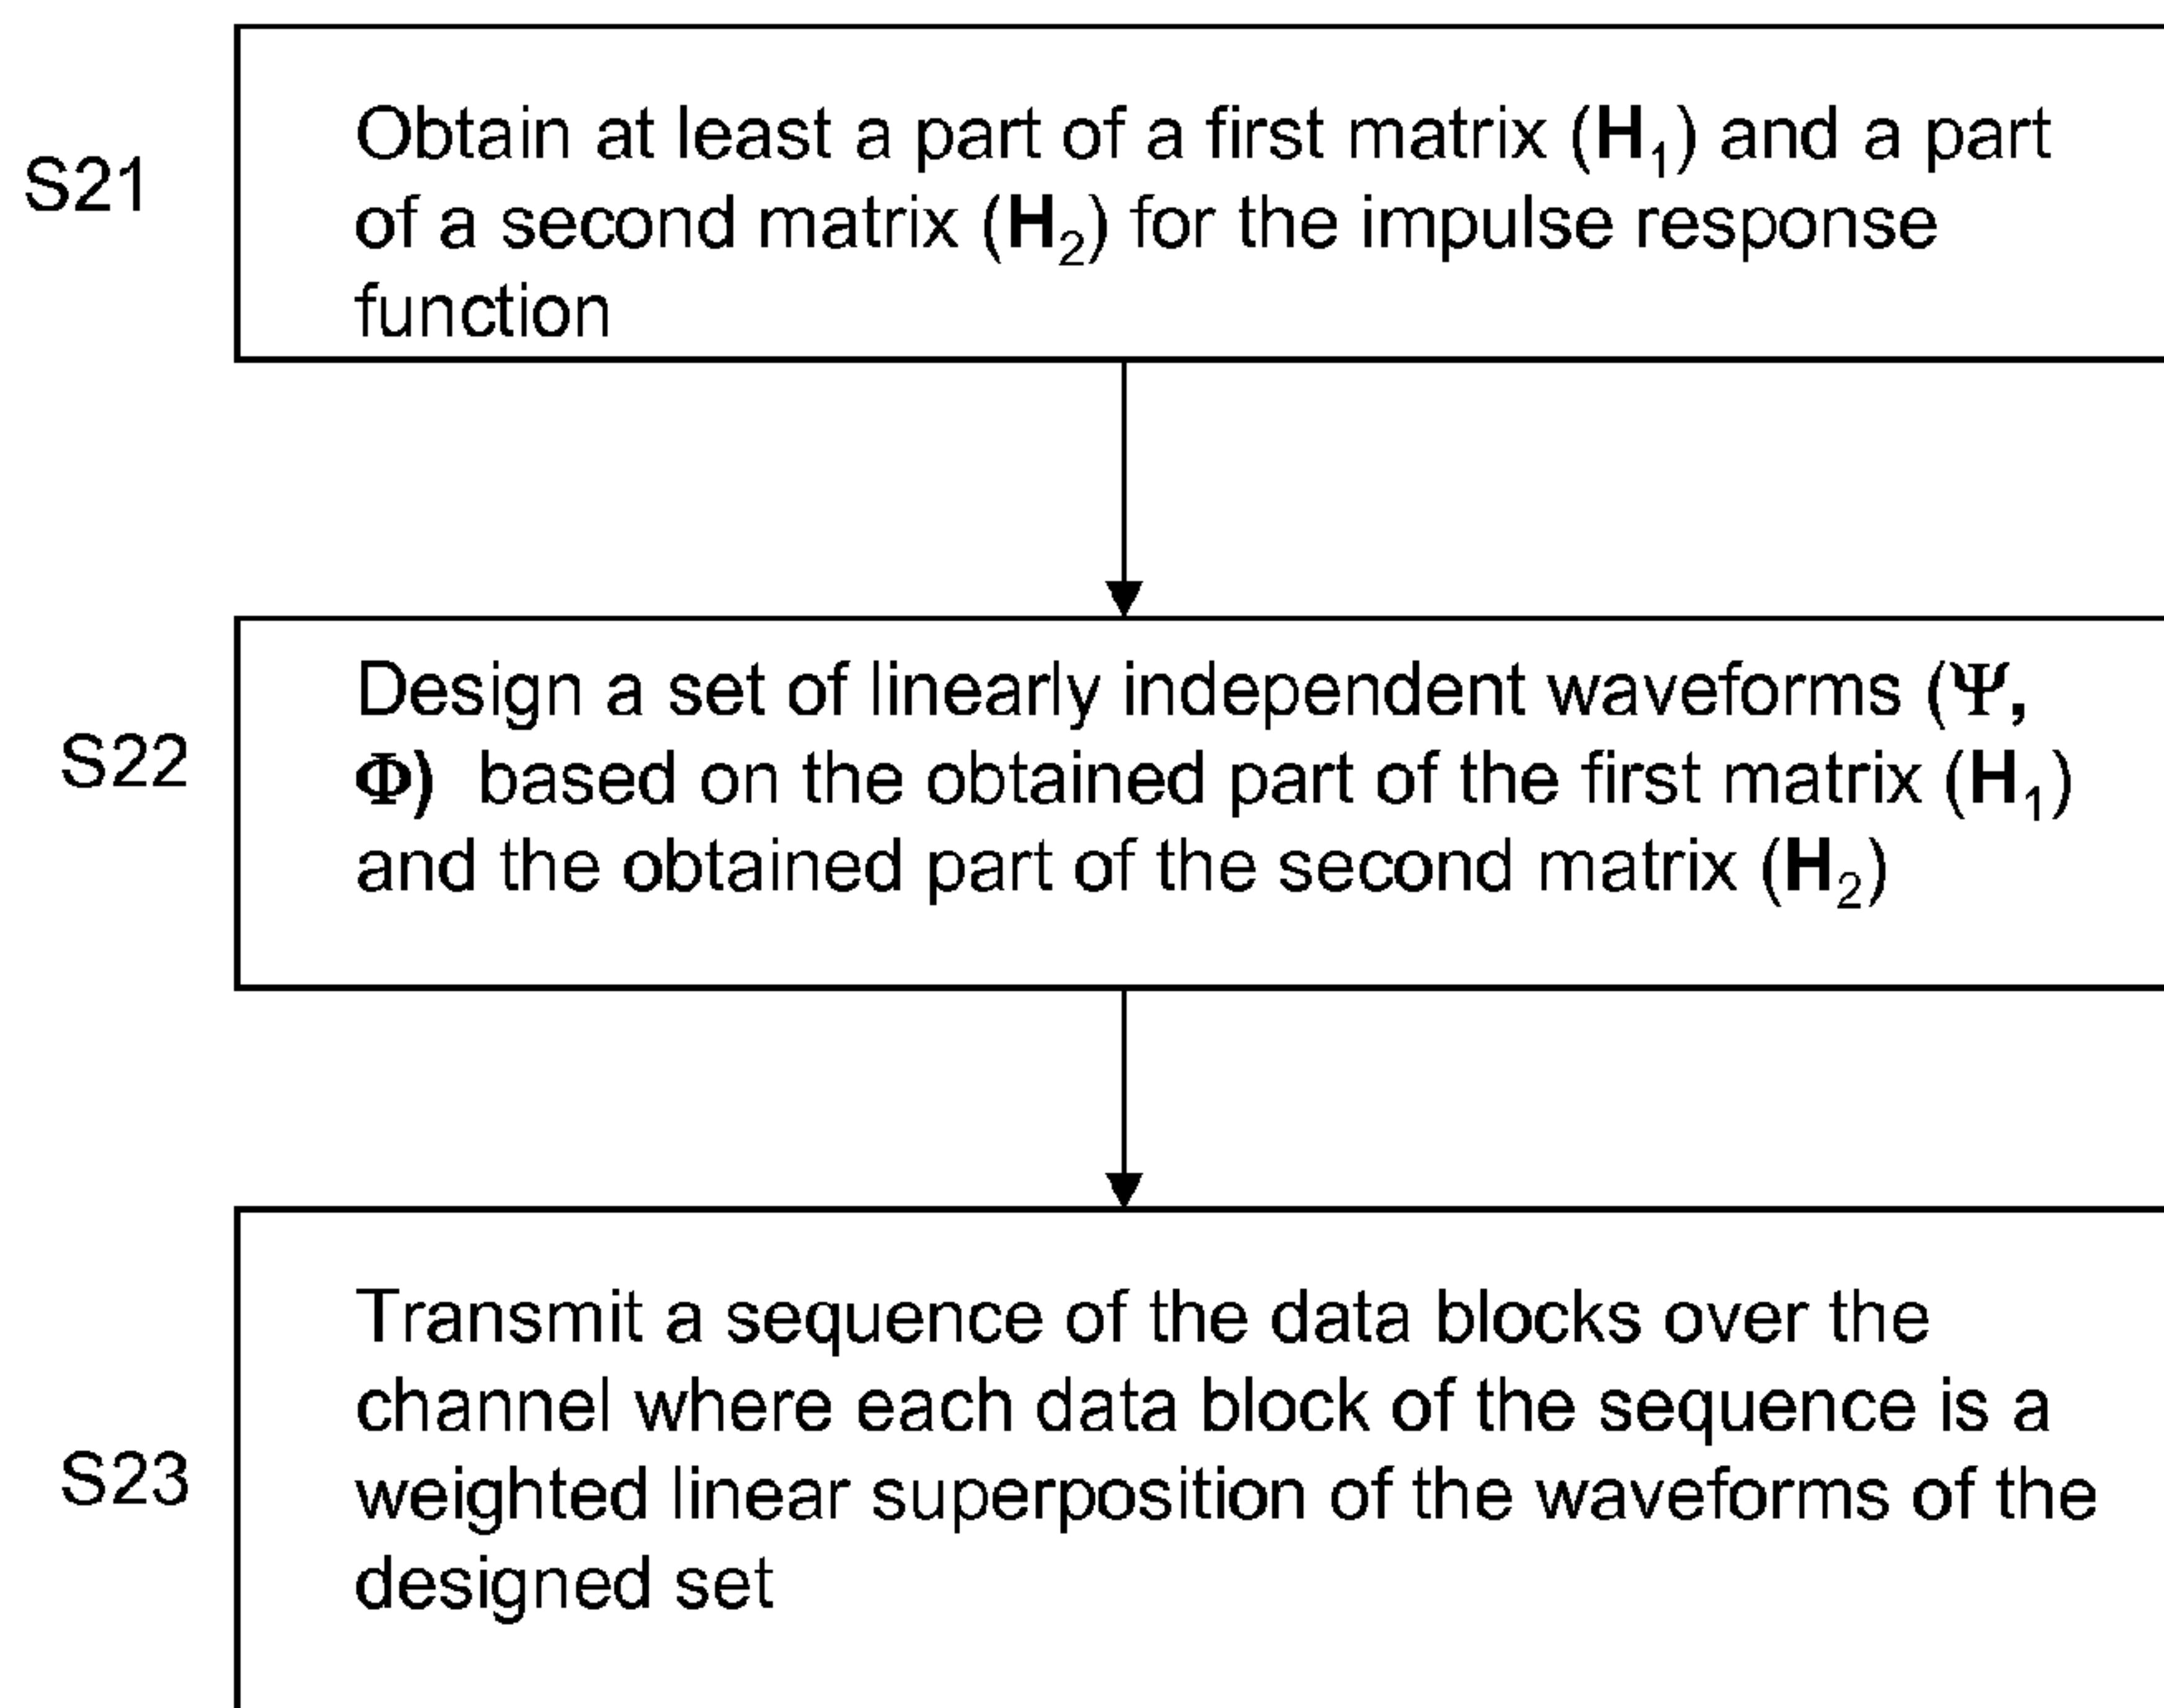 Obtain at least a part of a first matrix (H₁) and a part
S21
of a second matrix (H₂) for the impulse response
function
Design a set of linearly independent waveforms (Ψ,
S22
Φ) based on the obtained part of the first matrix (H₁)
and the obtained part of the second matrix (H₂)
Transmit a sequence of the data blocks over the
channel where each data block of the sequence is a
S23
weighted linear superposition of the waveforms of the
designed set